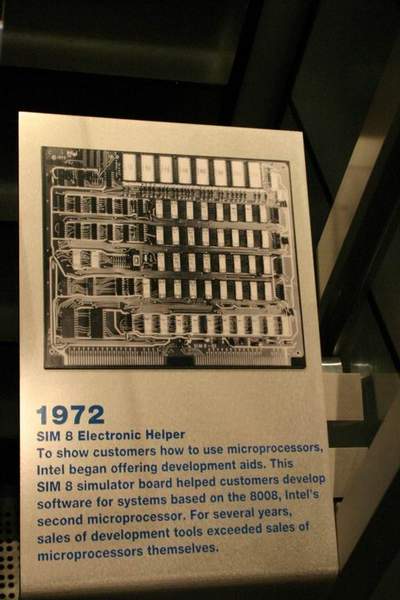 1972
SIM 8 Electronic Helper
To show customers how to use microprocessors,
Intel began offering development aids. This
SIM 8 simulator board helped customers develop
software for systems based on the 8008, Intel's
second microprocessor. For several years,
sales of development tools exceeded sales of
microprocessors themselves.